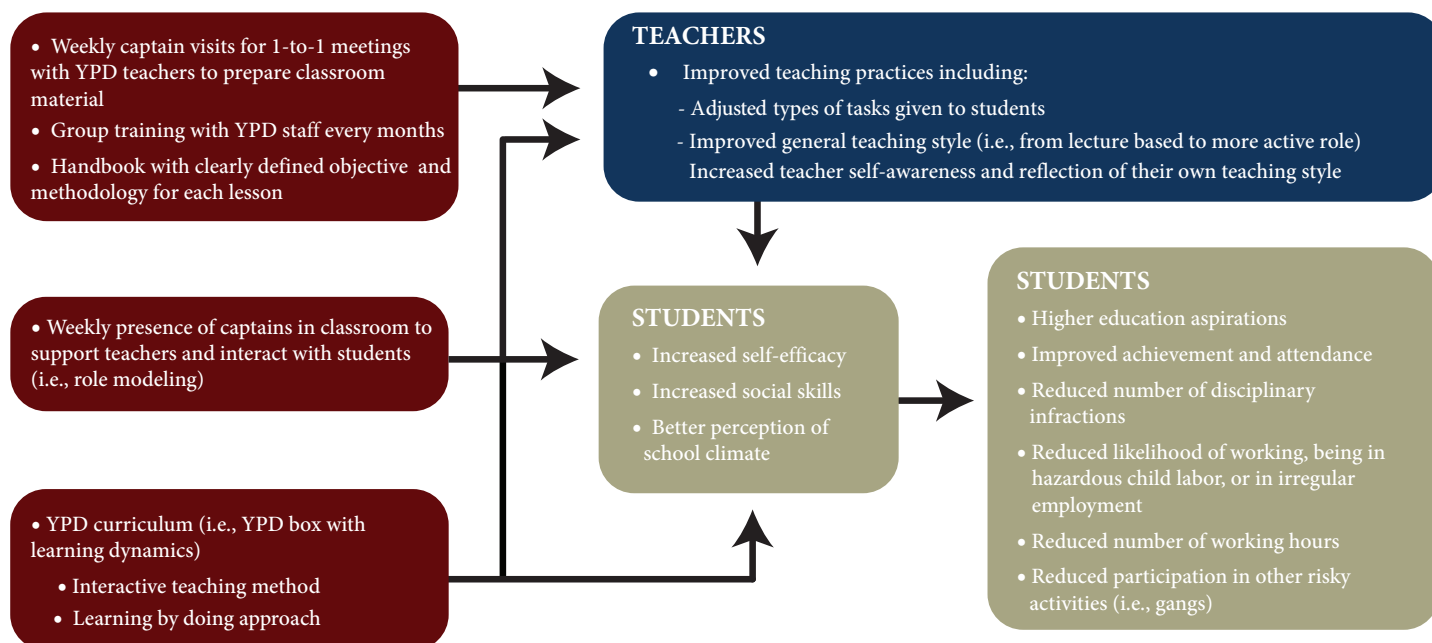 • Weekly captain visits for 1-to-1 meetings
with YPD teachers to prepare classroom
material
• Group training with YPD staff every months
• Handbook with clearly defined objective and
methodology for each lesson
• Weekly presence of captains in classroom to
support teachers and interact with students
(i.e., role modeling)
• YPD curriculum (i.e., YPD box with
learning dynamics)
• Interactive teaching method
• Learning by doing approach
TEACHERS
• Improved teaching practices including:
- Adjusted types of tasks given to students
- Improved general teaching style (i.e., from lecture based to more active role)
Increased teacher self-awareness and reflection of their own teaching style
STUDENTS
• Increased self-efficacy
• Increased social skills
• Better perception of
school climate
STUDENTS
• Higher education aspirations
• Improved achievement and attendance
• Reduced number of disciplinary
infractions
• Reduced likelihood of working, being in
hazardous child labor, or in irregular
employment
• Reduced number of working hours
• Reduced participation in other risky
activities (i.e., gangs)